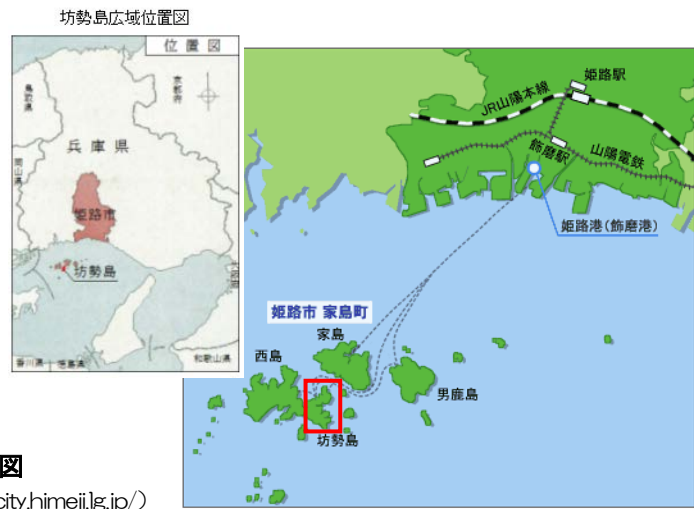 坊勢島広域位置図
位置図
鳥取県
京都府
兵庫県
岡山県
姫路市
坊勢島
香川県
徳島県
和歌山県
姫路駅
JR山陽本線
飾磨駅
山陽電鉄
姫路港(飾磨港)
姫路市 家島町
家島
西島
男鹿島
坊勢島
図
city.himeji.lg.jp/)